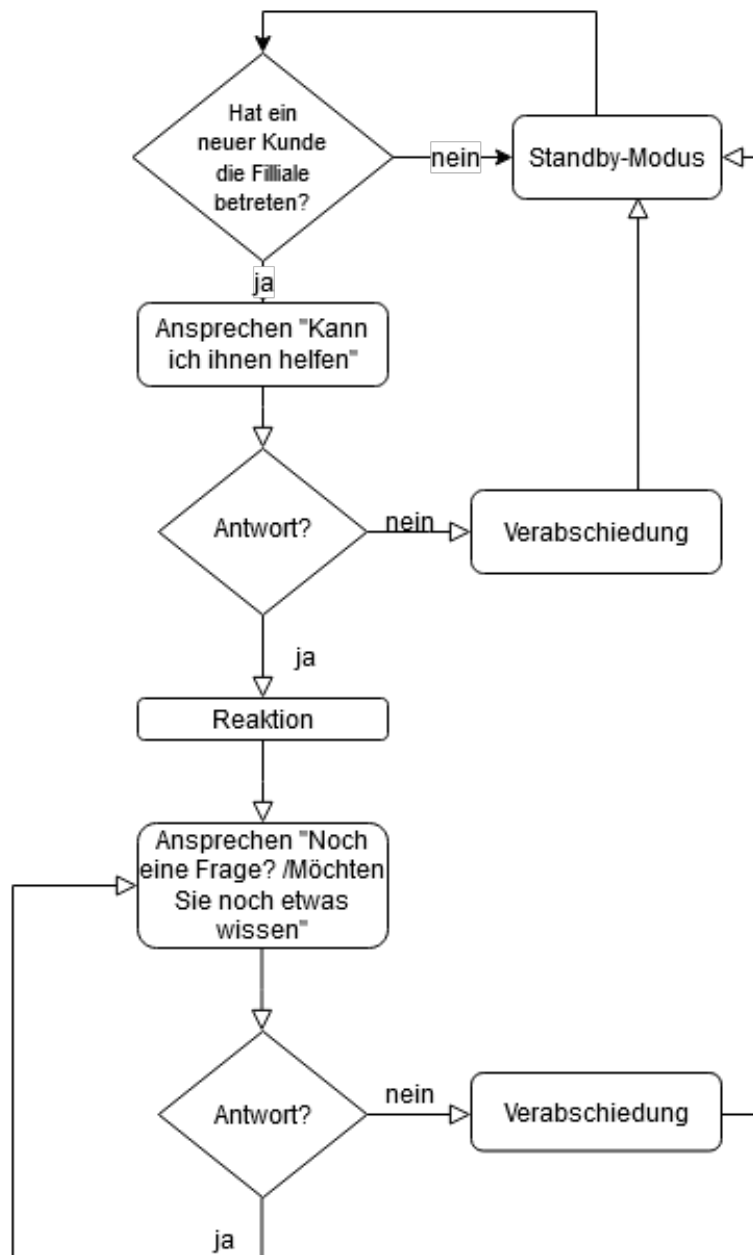 Hat ein
neuer Kunde
die Filliale
betreten?
nein
Standby-Modus
ja
Ansprechen "Kann
ich ihnen helfen"
Antwort?
nein
Verabschiedung
ja
Reaktion
Ansprechen "Noch
eine Frage? /Möchten
Sie noch etwas
wissen"
Antwort?
nein
Verabschiedung
ja